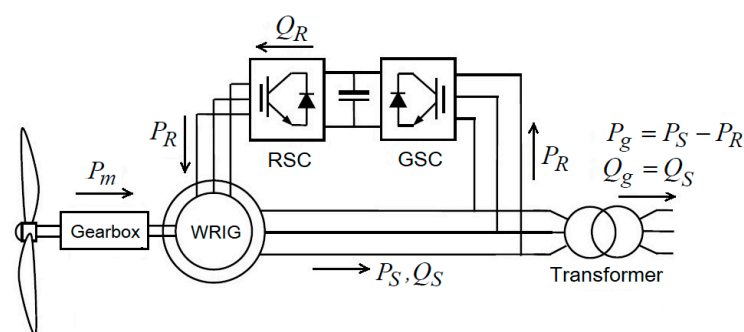 Q_R
P_R
RSC
GSC
P_R
P_g = P_S − P_R
Q_g = Q_S
P_m
Gearbox
WRIG
P_S, Q_S
Transformer